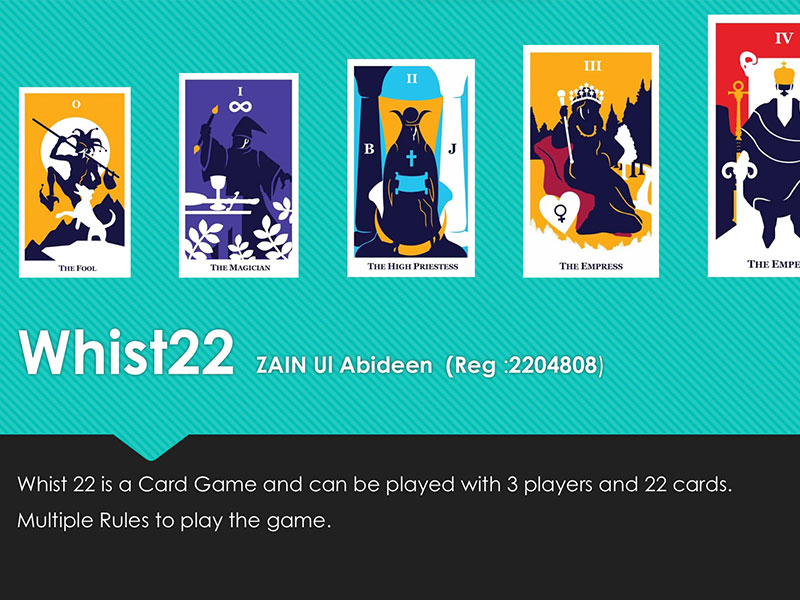 O
THE FOOL
I
THE MAGICIAN
II
B J
THE HIGH PRIESTESS
III
THE EMPRESS
IV
THE EMPE
Whist22 ZAIN Ul Abideen (Reg :2204808)
Whist 22 is a Card Game and can be played with 3 players and 22 cards.
Multiple Rules to play the game.